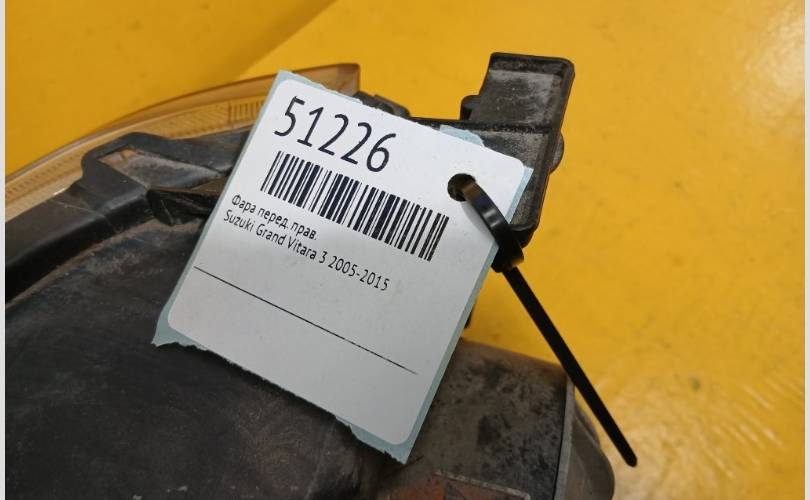 51226
Фара перед. прав.
Suzuki Grand Vitara 3 2005-2015